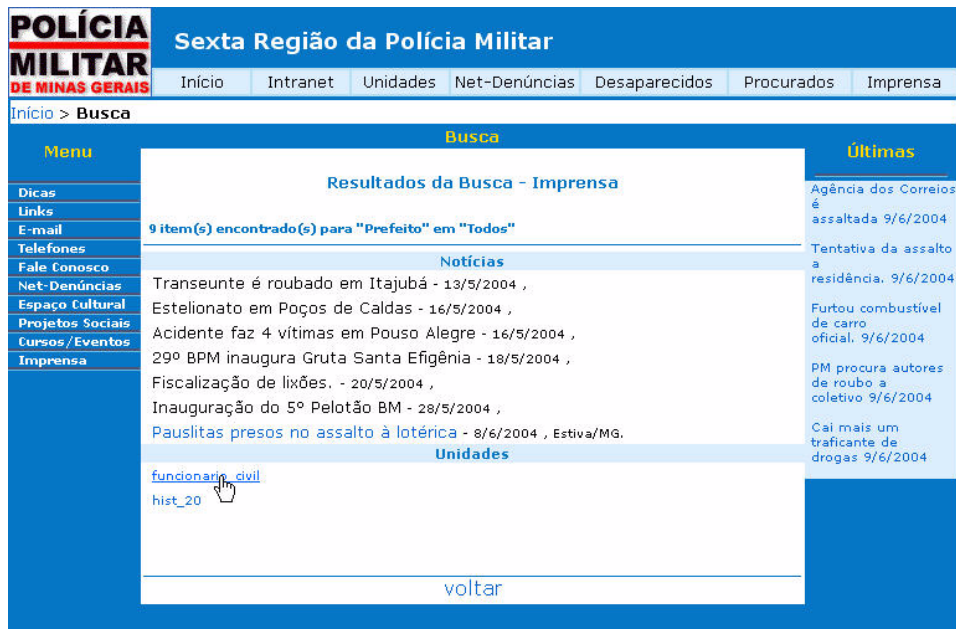 POLÍCIA
MILITAR
DE MINAS GERAIS
Sexta Região da Polícia Militar
Início Intranet Unidades Net-Denúncias Desaparecidos Procurados Imprensa
Início > Busca
Menu
Dicas
Links
E-mail
Telefones
Fale Conosco
Net-Denúncias
Espaço Cultural
Projetos Sociais
Cursos/Eventos
Imprensa
Busca
Resultados da Busca - Imprensa
9 item(s) encontrado(s) para "Prefeito" em "Todos"
Notícias
Transeunte é roubado em Itajubá - 13/5/2004 ,
Estelionato em Poços de Caldas - 16/5/2004 ,
Acidente faz 4 vítimas em Pouso Alegre - 16/5/2004 ,
29º BPM inaugura Gruta Santa Efigênia - 18/5/2004 ,
Fiscalização de lixões. - 20/5/2004 ,
Inauguração do 5º Pelotão BM - 28/5/2004 ,
Pauslitas presos no assalto à lotérica - 8/6/2004 , Estiva/MG.
Unidades
funcionario_civil
hist_20
voltar
Últimas
Agência dos Correios
é
assaltada 9/6/2004
Tentativa da assalto
a
residência. 9/6/2004
Furtou combustível
de carro
oficial. 9/6/2004
PM procura autores
de roubo a
coletivo 9/6/2004
Cai mais um
traficante de
drogas 9/6/2004